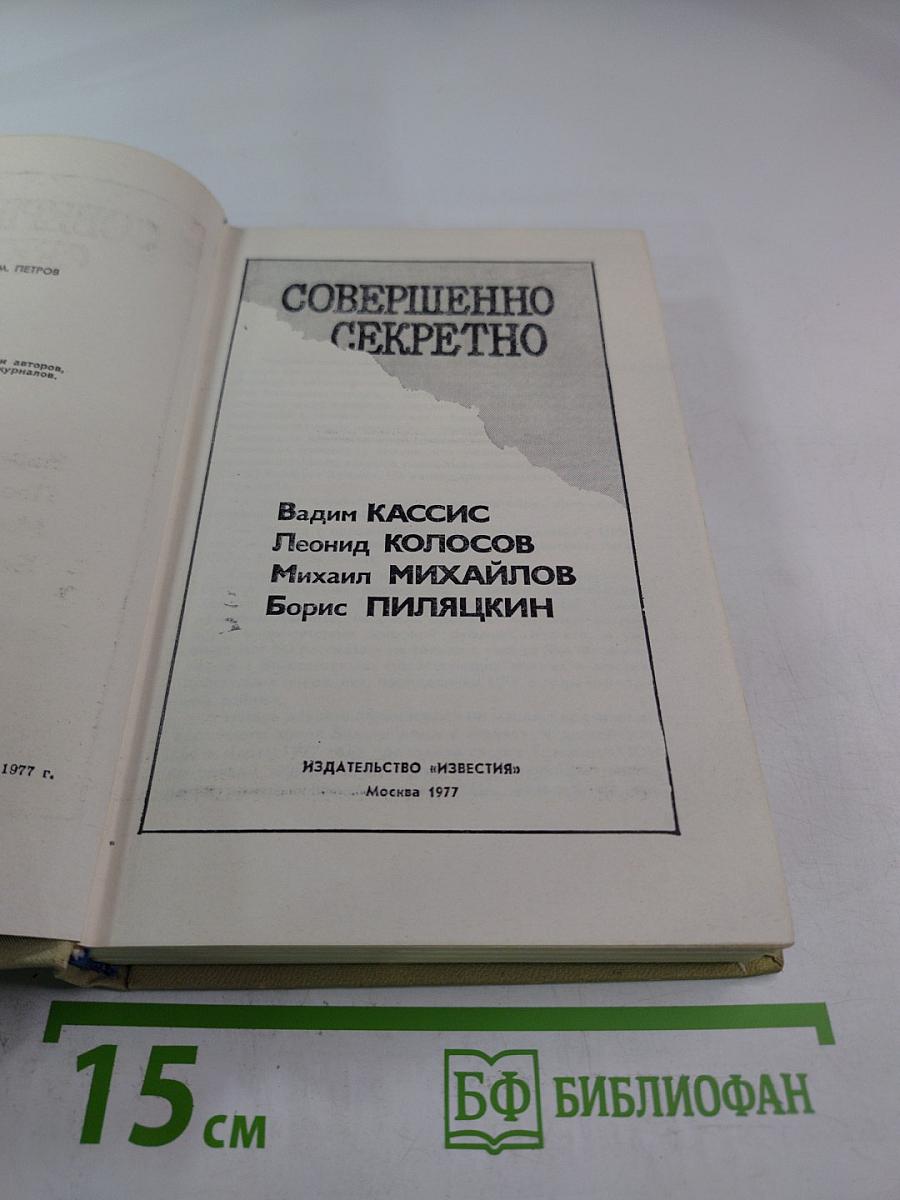 М. ПЕТРОВ
авторов,
журналов.
1977 г.
СОВЕРШЕННО
СЕКРЕТНО
Вадим КАССИС
Леонид КОЛОСОВ
Михаил МИХАЙЛОВ
Борис ПИЛЯЦКИН
ИЗДАТЕЛЬСТВО «ИЗВЕСТИЯ»
Москва 1977
15 см
БФ БИБЛИОФАН